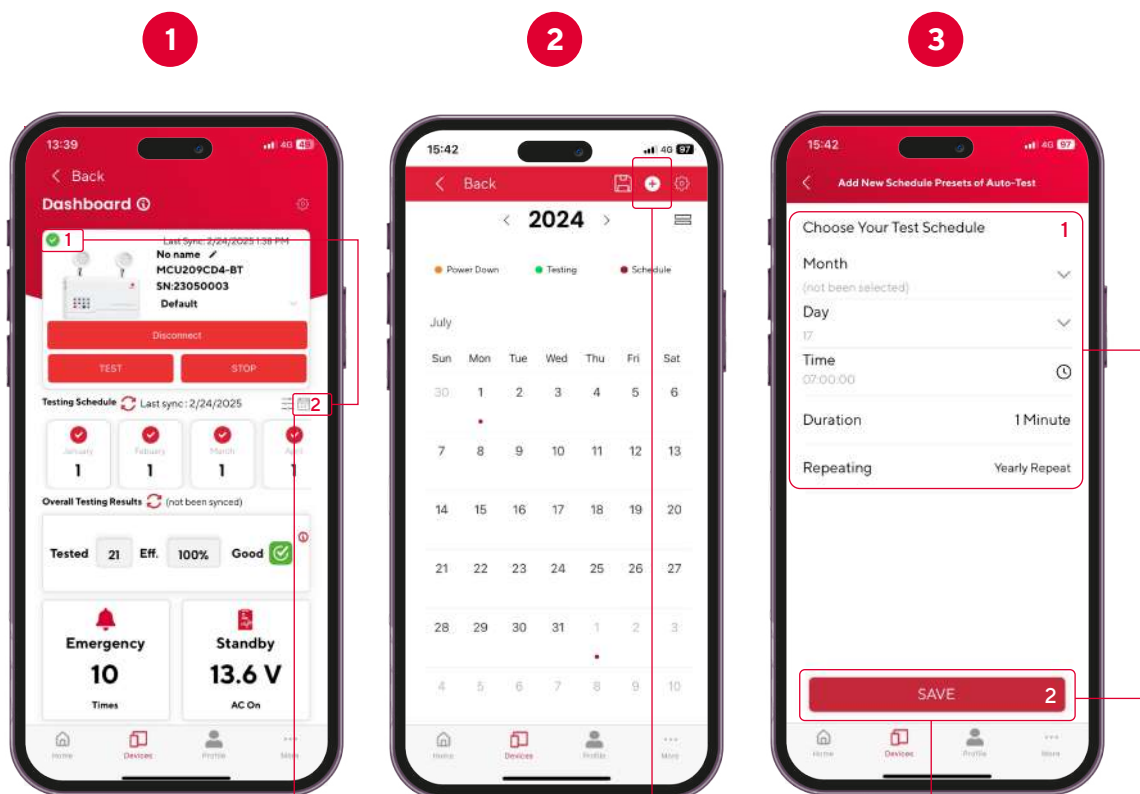 1
2
3
13:39
4G 49
Back
Dashboard
1
Last Sync: 2/24/2025 1:38 PM
No name
MCU209CD4-BT
SN:23050003
Default
Disconnect
TEST
STOP
Testing Schedule
Last sync: 2/24/2025
2
January
Febuary
March
April
1
1
1
1
Overall Testing Results
(not been synced)
Tested
21
Eff.
100%
Good
Emergency
10
Times
Standby
13.6 V
AC On
Home
Devices
Profile
More
15:42
4G 97
Back
2024
Power Down
Testing
Schedule
July
Sun Mon Tue Wed Thu Fri Sat
30 1 2 3 4 5 6
7 8 9 10 11 12 13
14 15 16 17 18 19 20
21 22 23 24 25 26 27
28 29 30 31 1 2 3
4 5 6 7 8 9 10
Home
Devices
Profile
More
15:42
4G 97
Add New Schedule Presets of Auto-Test
Choose Your Test Schedule
1
Month
(not been selected)
Day
17
Time
07:00:00
Duration
1 Minute
Repeating
Yearly Repeat
SAVE
2
Home
Devices
Profile
More